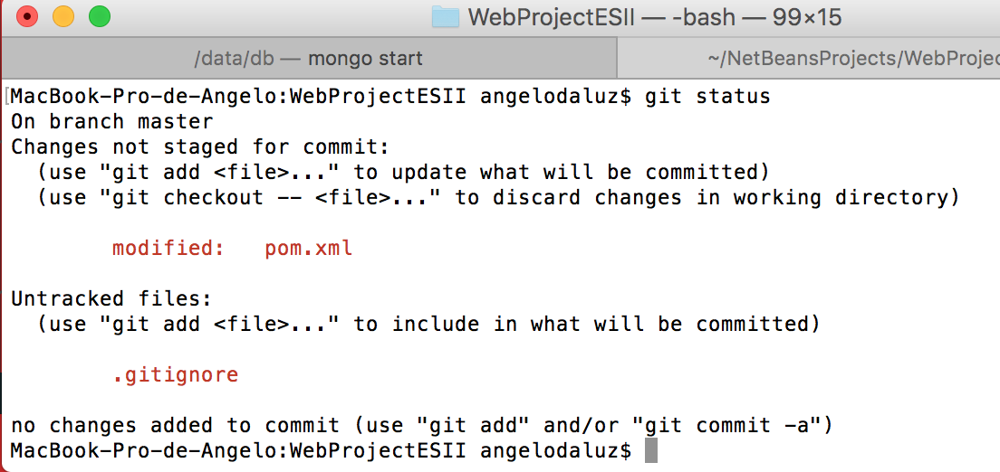 WebProjectESII — -bash — 99×15
/data/db — mongo start
~/NetBeansProjects/WebProjec
MacBook-Pro-de-Angelo:WebProjectESII angelodaluz$ git status
On branch master
Changes not staged for commit:
  (use "git add <file>..." to update what will be committed)
  (use "git checkout -- <file>..." to discard changes in working directory)
        modified:   pom.xml
Untracked files:
  (use "git add <file>..." to include in what will be committed)
        .gitignore
no changes added to commit (use "git add" and/or "git commit -a")
MacBook-Pro-de-Angelo:WebProjectESII angelodaluz$